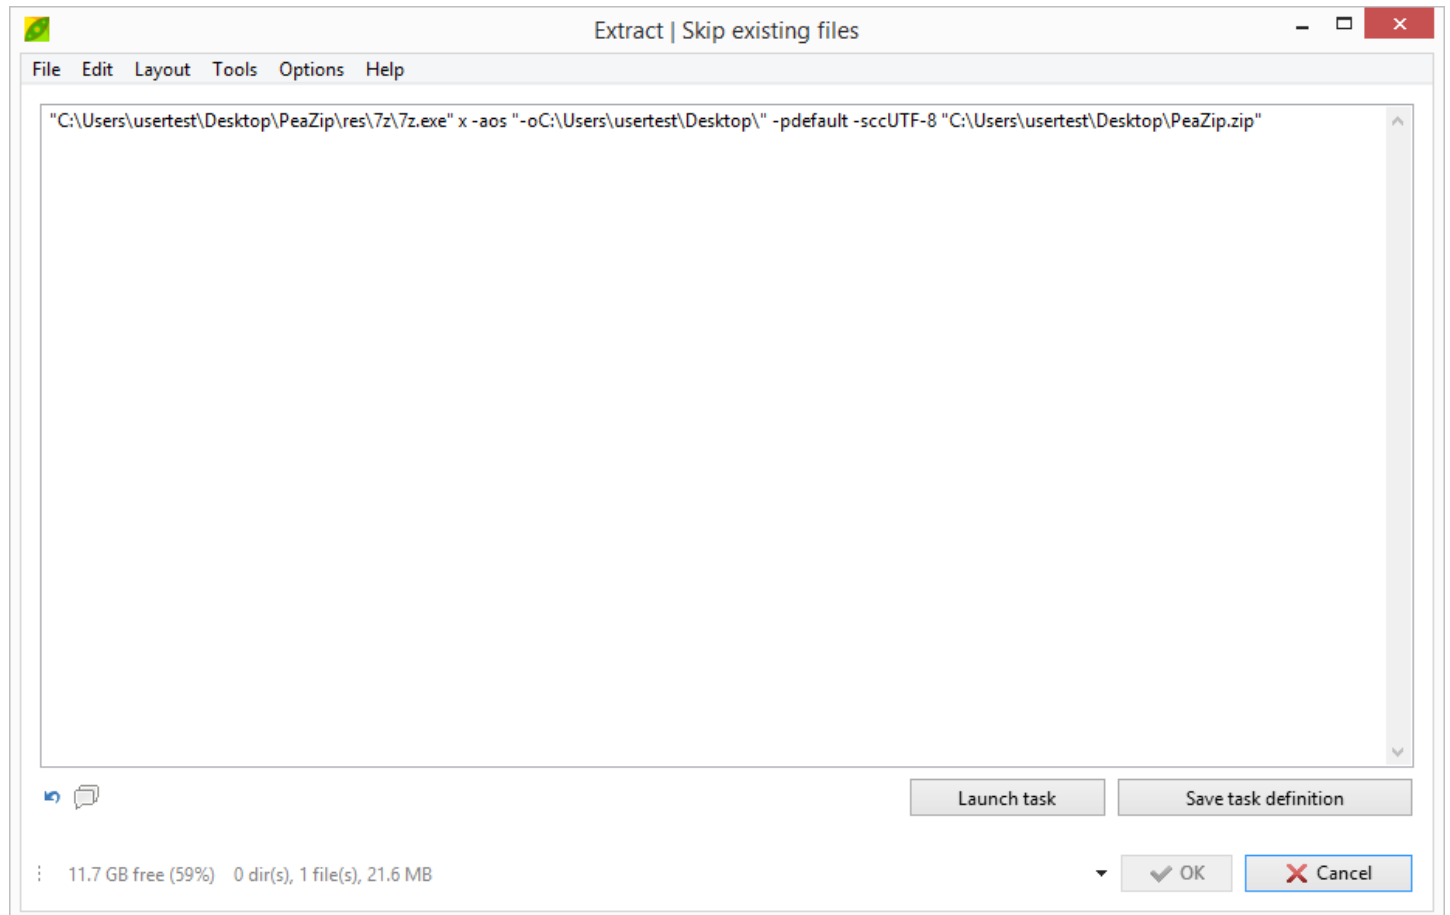 Extract | Skip existing files
File Edit Layout Tools Options Help
"C:\Users\usertest\Desktop\PeaZip\res\7z\7z.exe" x -aos "-oC:\Users\usertest\Desktop\" -pdefault -sccUTF-8 "C:\Users\usertest\Desktop\PeaZip.zip"
Launch task Save task definition
11.7 GB free (59%) 0 dir(s), 1 file(s), 21.6 MB OK Cancel